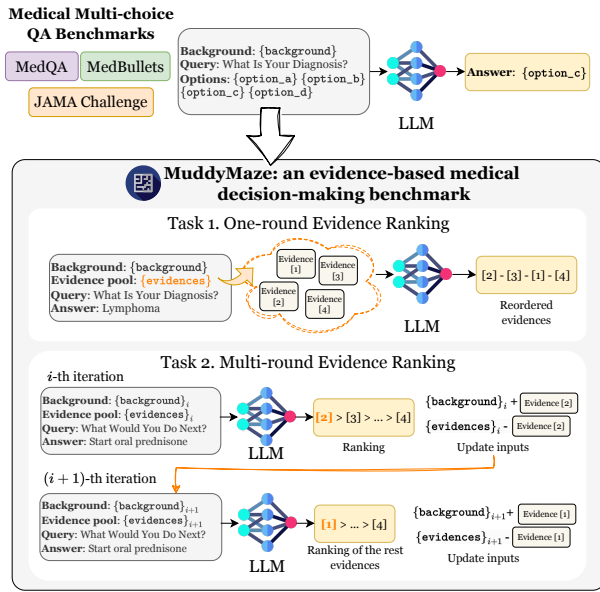 Medical Multi-choice
QA Benchmarks
MedQA
MedBullets
JAMA Challenge
Background: {background}
Query: What Is Your Diagnosis?
Options: {option_a} {option_b}
{option_c} {option_d}
LLM
Answer: {option_c}
MuddyMaze: an evidence-based medical
decision-making benchmark
Task 1. One-round Evidence Ranking
Background: {background}
Evidence pool: {evidences}
Query: What Is Your Diagnosis?
Answer: Lymphoma
Evidence
[1]
Evidence
[3]
Evidence
[2]
Evidence
[4]
LLM
[2] - [3] - [1] - [4]
Reordered
evidences
Task 2. Multi-round Evidence Ranking
i-th iteration
Background: {background}i
Evidence pool: {evidences}i
Query: What Would You Do Next?
Answer: Start oral prednisone
LLM
[2] > [3] > ... > [4]
Ranking
{background}i + Evidence [2]
{evidences}i - Evidence [2]
Update inputs
(i + 1)-th iteration
Background: {background}i+1
Evidence pool: {evidences}i+1
Query: What Would You Do Next?
Answer: Start oral prednisone
LLM
[1] > ... > [4]
Ranking of the rest
evidences
{background}i+1 + Evidence [1]
{evidences}i+1 - Evidence [1]
Update inputs